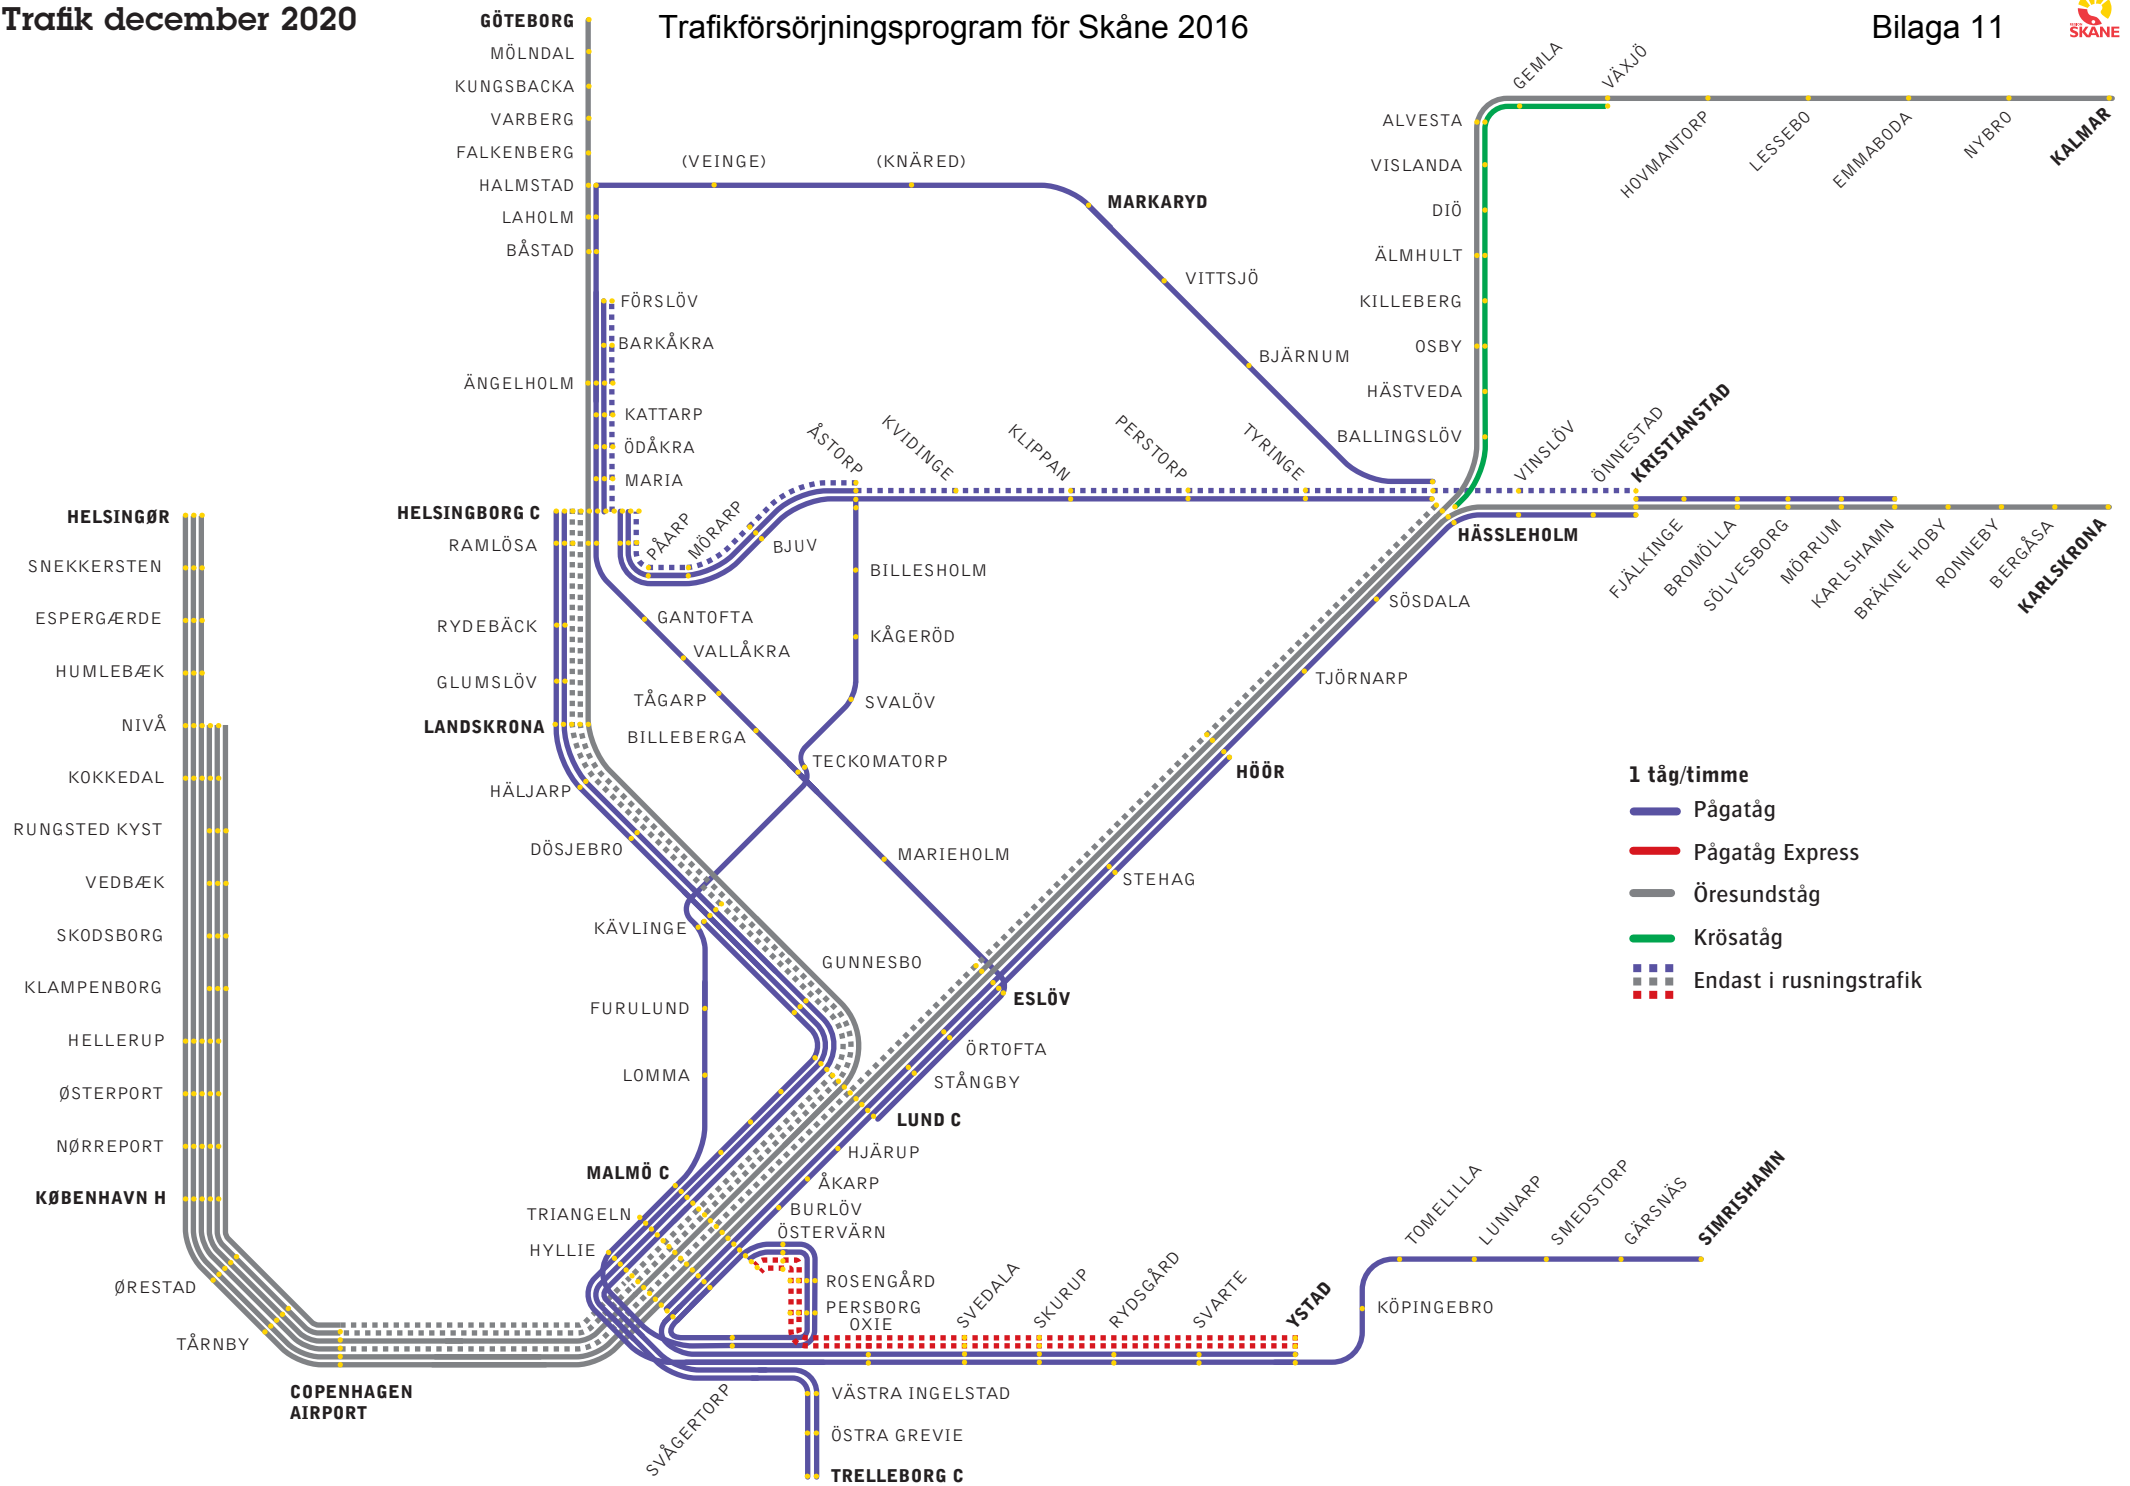 Trafik december 2020
Trafikförsörjningsprogram för Skåne 2016
Bilaga 11
REGION
SKÅNE
GÖTEBORG
MÖLNDAL
KUNGSBACKA
VARBERG
FALKENBERG
HALMSTAD
LAHOLM
BÅSTAD
(VEINGE)
(KNÄRED)
MARKARYD
VITTSJÖ
BJÄRNUM
FÖRSLÖV
BARKÅKRA
ÄNGELHOLM
KATTARP
ÖDÅKRA
MARIA
HELSINGBORG C
RAMLÖSA
PÅARP
MÖRARP
BJUV
ÅSTORP
KVIDINGE
KLIPPAN
PERSTORP
TYRINGE
GEMLA
VÄXJÖ
HOVMANTORP
LESSEBO
EMMABODA
NYBRO
KALMAR
ALVESTA
VISLANDA
DIÖ
ÄLMHULT
KILLEBERG
OSBY
HÄSTVEDA
BALLINGSLÖV
VINSLÖV
ÖNNESTAD
KRISTIANSTAD
HÄSSLEHOLM
FJÄLKINGE
BROMÖLLA
SÖLVESBORG
MÖRRUM
KARLSHAMN
BRÄKNE HOBY
RONNEBY
BERGÅSA
KARLSKRONA
HELSINGØR
SNEKKERSTEN
ESPERGÆRDE
HUMLEBÆK
NIVÅ
KOKKEDAL
RUNGSTED KYST
VEDBÆK
SKODSBORG
KLAMPENBORG
HELLERUP
ØSTERPORT
NØRREPORT
KØBENHAVN H
ØRESTAD
TÅRNBY
COPENHAGEN
AIRPORT
RYDEBÄCK
GLUMSLÖV
LANDSKRONA
HÄLJARP
DÖSJEBRO
KÄVLINGE
FURULUND
LOMMA
GUNNESBO
GANTOFTA
VALLÅKRA
TÅGARP
BILLEBERGA
BILLESHOLM
KÅGERÖD
SVALÖV
TECKOMATORP
MARIEHOLM
SÖSDALA
TJÖRNARP
HÖÖR
STEHAG
ESLÖV
ÖRTOFTA
STÅNGBY
LUND C
HJÄRUP
ÅKARP
BURLÖV
ÖSTERVÄRN
MALMÖ C
TRIANGELN
HYLLIE
ROSENGÅRD
PERSBORG
OXIE
SVEDALA
SKURUP
RYDSGÅRD
SVARTE
YSTAD
KÖPINGEBRO
TOMELILLA
LUNNARP
SMEDSTORP
GÄRSNÄS
SIMRISHAMN
SVÅGERTORP
VÄSTRA INGELSTAD
ÖSTRA GREVIE
TRELLEBORG C
1 tåg/timme
Pågatåg
Pågatåg Express
Öresundståg
Krösatåg
Endast i rusningstrafik